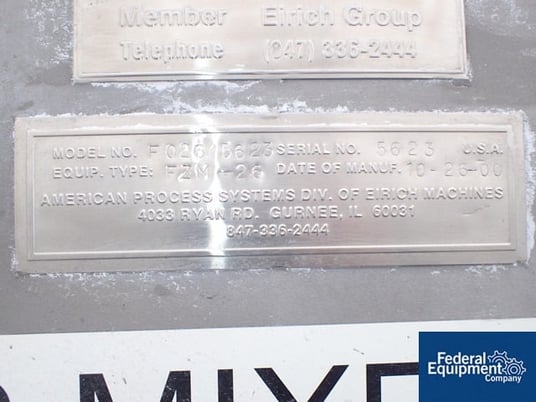 Member Eirich Group
Telephone (847) 336-2444
MODEL NO. F02615623 SERIAL NO. 5623 U.S.A.
EQUIP. TYPE: FZM -26 DATE OF MANUF. 10-26-00
AMERICAN PROCESS SYSTEMS DIV. OF EIRICH MACHINES
4033 RYAN RD. GURNEE, IL 60031
847-336-2444
Federal
Equipment
Company